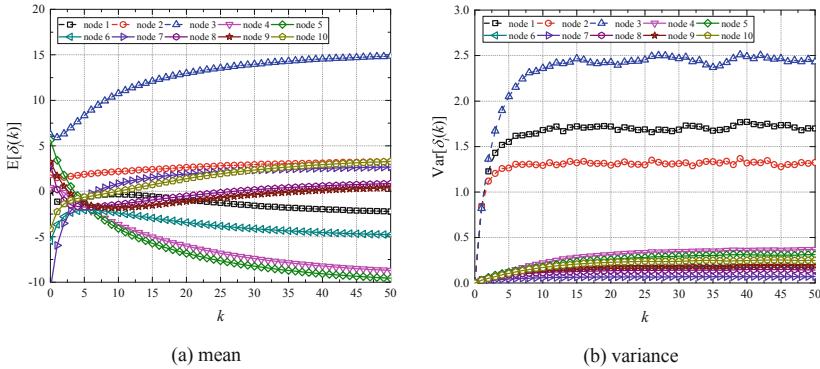 node 1 node 2 node 3 node 4 node 5
node 6 node 7 node 8 node 9 node 10
E[δ_i(k)]
20
15
10
5
0
-5
-10
0 5 10 15 20 25 30 35 40 45 50
k
(a) mean
node 1 node 2 node 3 node 4 node 5
node 6 node 7 node 8 node 9 node 10
Var[δ_i(k)]
3.0
2.5
2.0
1.5
1.0
0.5
0.0
0 5 10 15 20 25 30 35 40 45 50
k
(b) variance